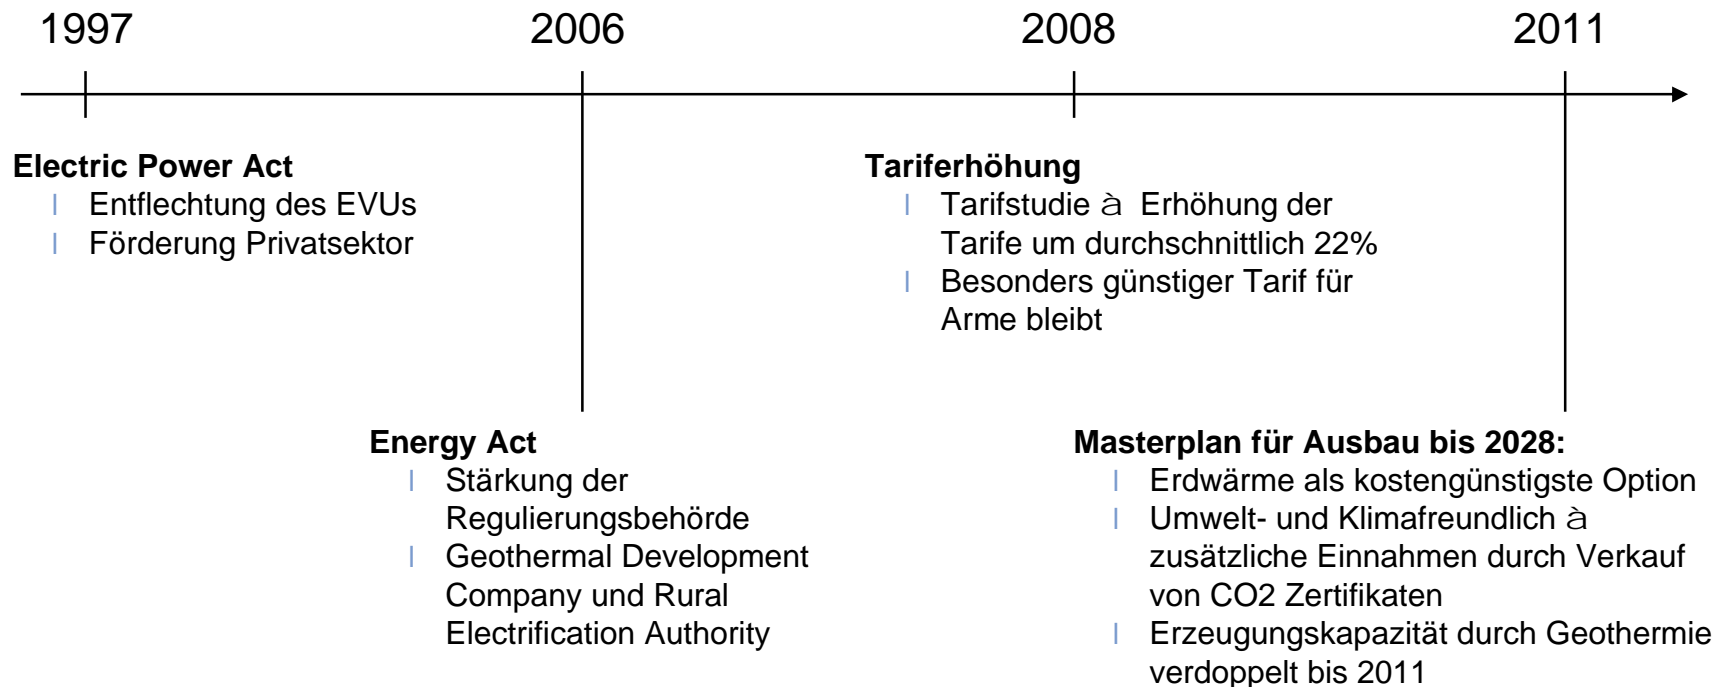 1997
2006
2008
2011
Electric Power Act
l Entflechtung des EVUs
l Förderung Privatsektor
Tariferhöhung
l Tarifstudie à Erhöhung der
Tarife um durchschnittlich 22%
l Besonders günstiger Tarif für
Arme bleibt
Energy Act
l Stärkung der
Regulierungsbehörde
l Geothermal Development
Company und Rural
Electrification Authority
Masterplan für Ausbau bis 2028:
l Erdwärme als kostengünstigste Option
l Umwelt- und Klimafreundlich à
zusätzliche Einnahmen durch Verkauf
von CO2 Zertifikaten
l Erzeugungskapazität durch Geothermie
verdoppelt bis 2011